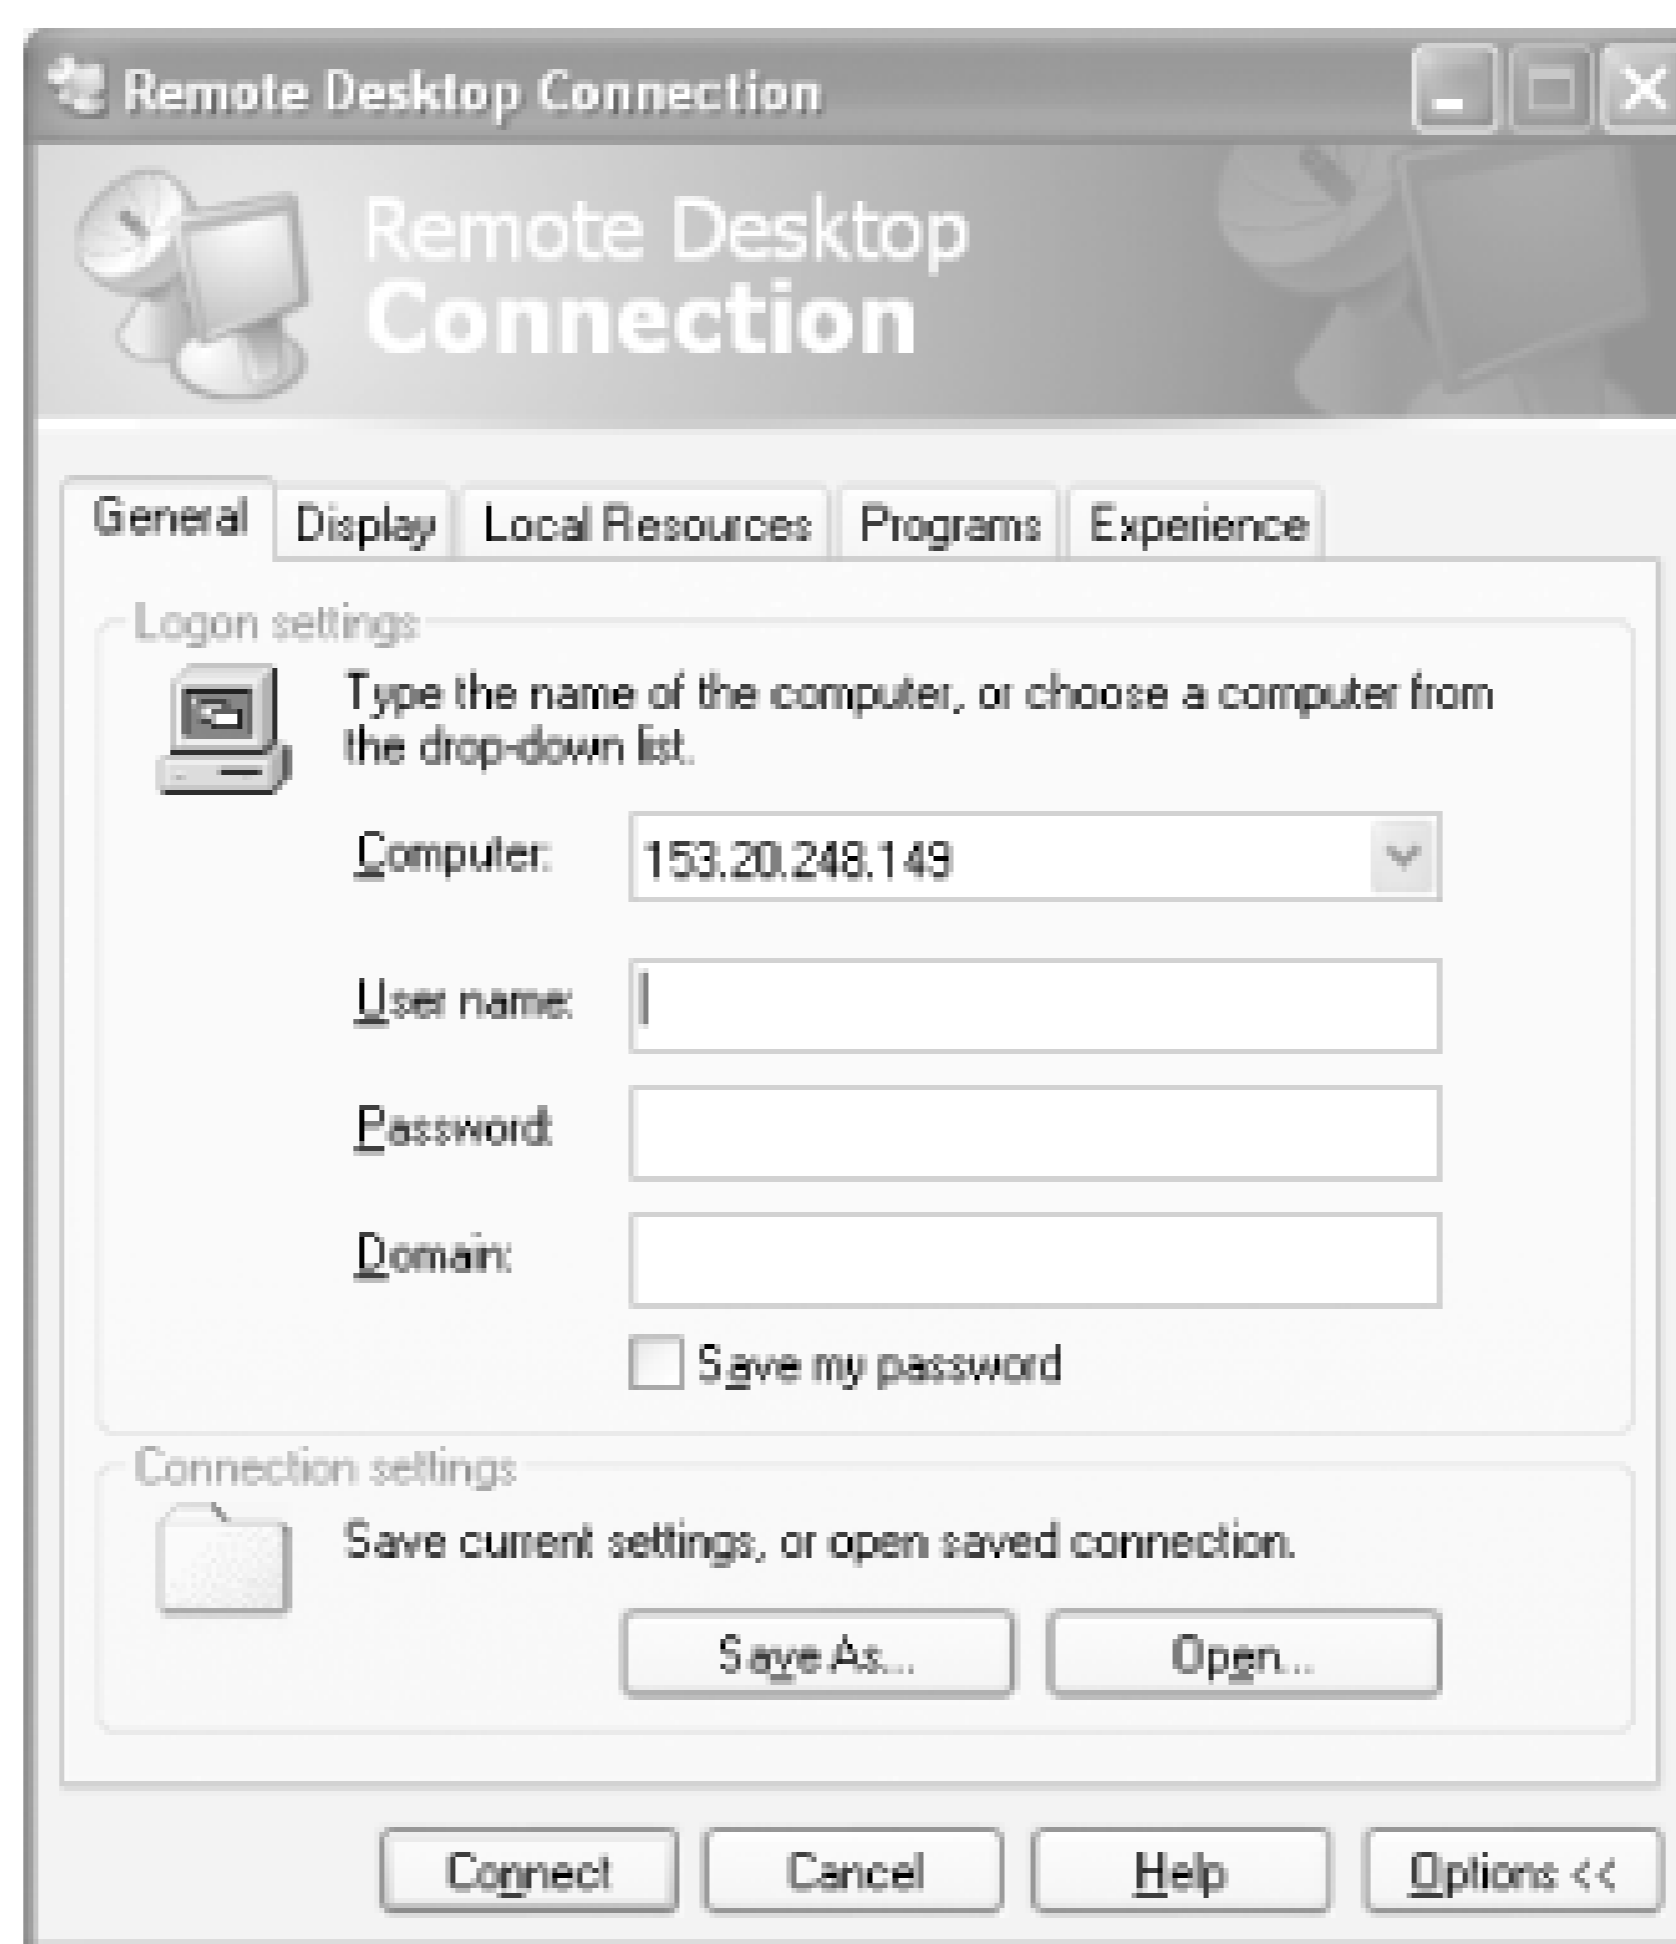 Remote Desktop Connection
Remote Desktop
Connection
General Display Local Resources Programs Experience
Logon settings
Type the name of the computer, or choose a computer from
the drop-down list.
Computer: 153.20.248.149
User name:
Password:
Domain:
Save my password
Connection settings
Save current settings, or open saved connection.
Save As... Open...
Connect Cancel Help Options <<